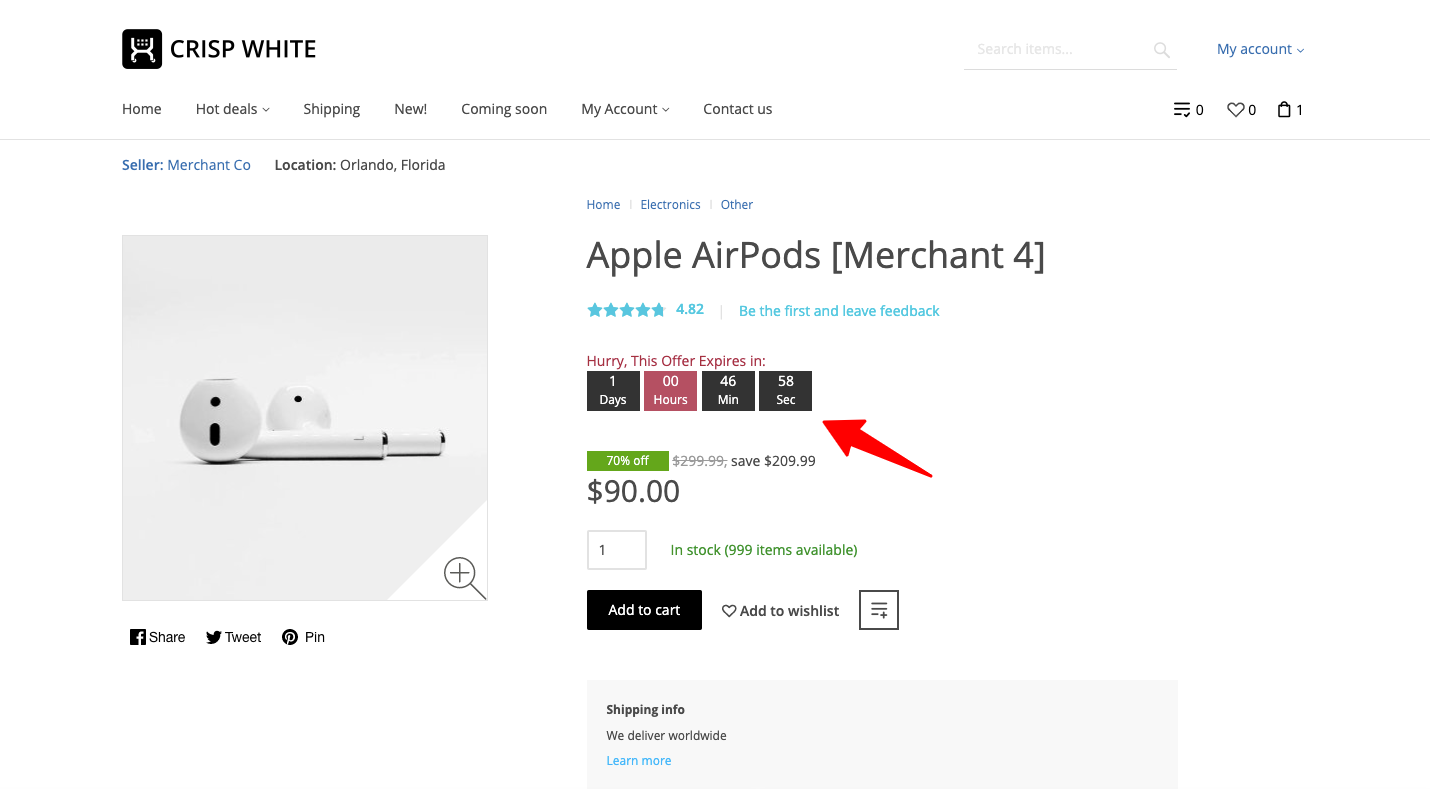 CRISP WHITE
Search items...
My account
Home Hot deals Shipping New! Coming soon My Account Contact us 0 0 1
Seller: Merchant Co Location: Orlando, Florida
Home Electronics Other
Apple AirPods [Merchant 4]
4.82 Be the first and leave feedback
Hurry, This Offer Expires in:
1 00 46 58
Days Hours Min Sec
70% off $299.99, save $209.99
$90.00
1 In stock (999 items available)
Add to cart Add to wishlist
Share Tweet Pin
Shipping info
We deliver worldwide
Learn more